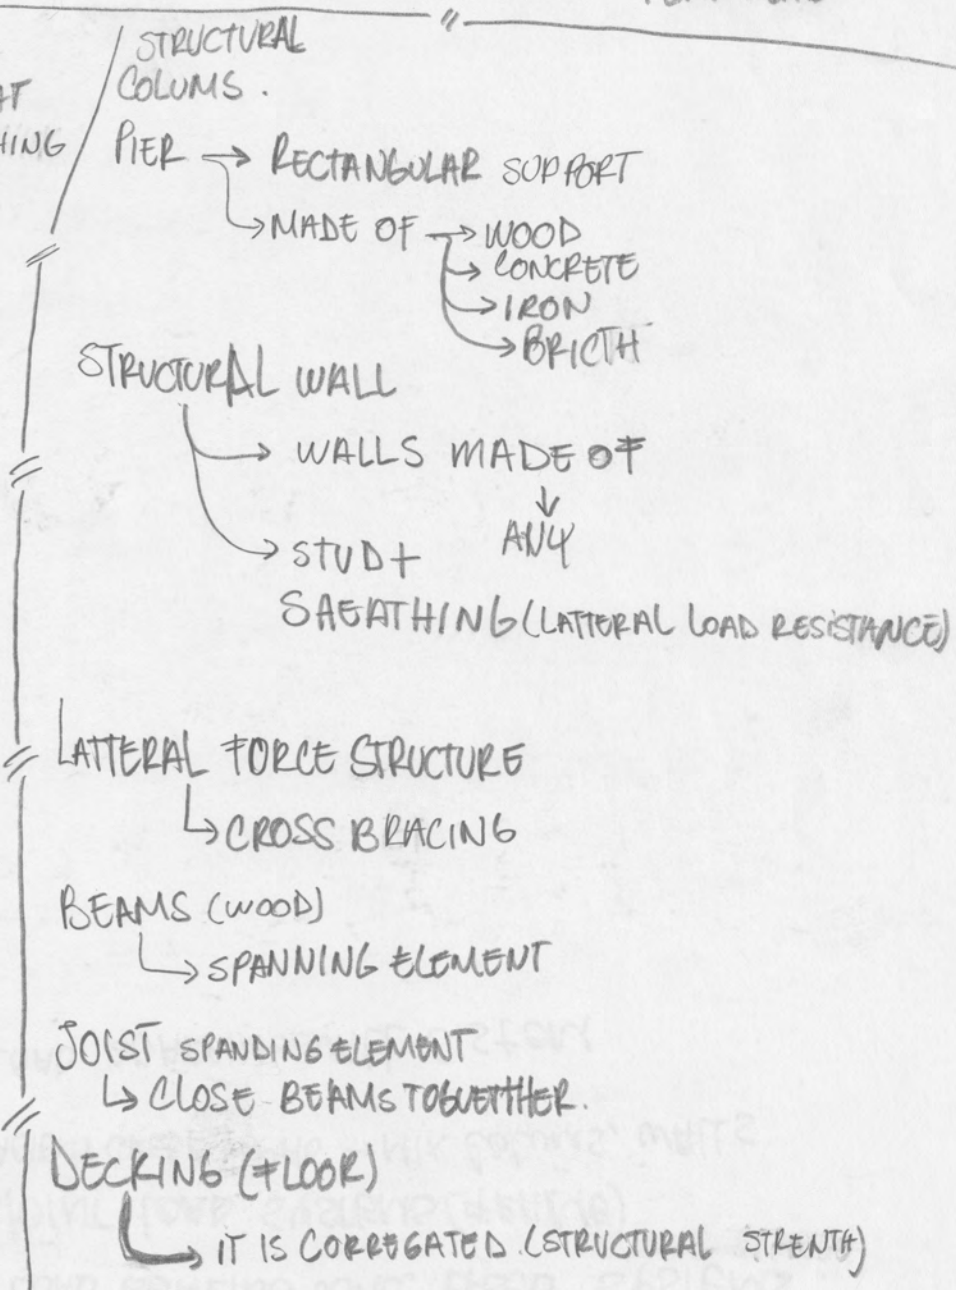 STRUCTURAL
COLUMS.
HING
PIER → RECTANGULAR SUPPORT
→ MADE OF → WOOD
→ CONCRETE
→ IRON
→ BRICTH
STRUCTURAL WALL
→ WALLS MADE OF
↓
ANY
→ STUD +
SAEATHING (LATTERAL LOAD RESISTANCE)
LATTERAL FORCE STRUCTURE
↳ CROSS BRACING
BEAMS (WOOD)
↳ SPANNING ELEMENT
JOIST SPANDING ELEMENT
↳ CLOSE BEAMS TOGUETTHER.
DECKING (FLOOR)
↳ IT IS CORREGATED. (STRUCTURAL STRENTH)